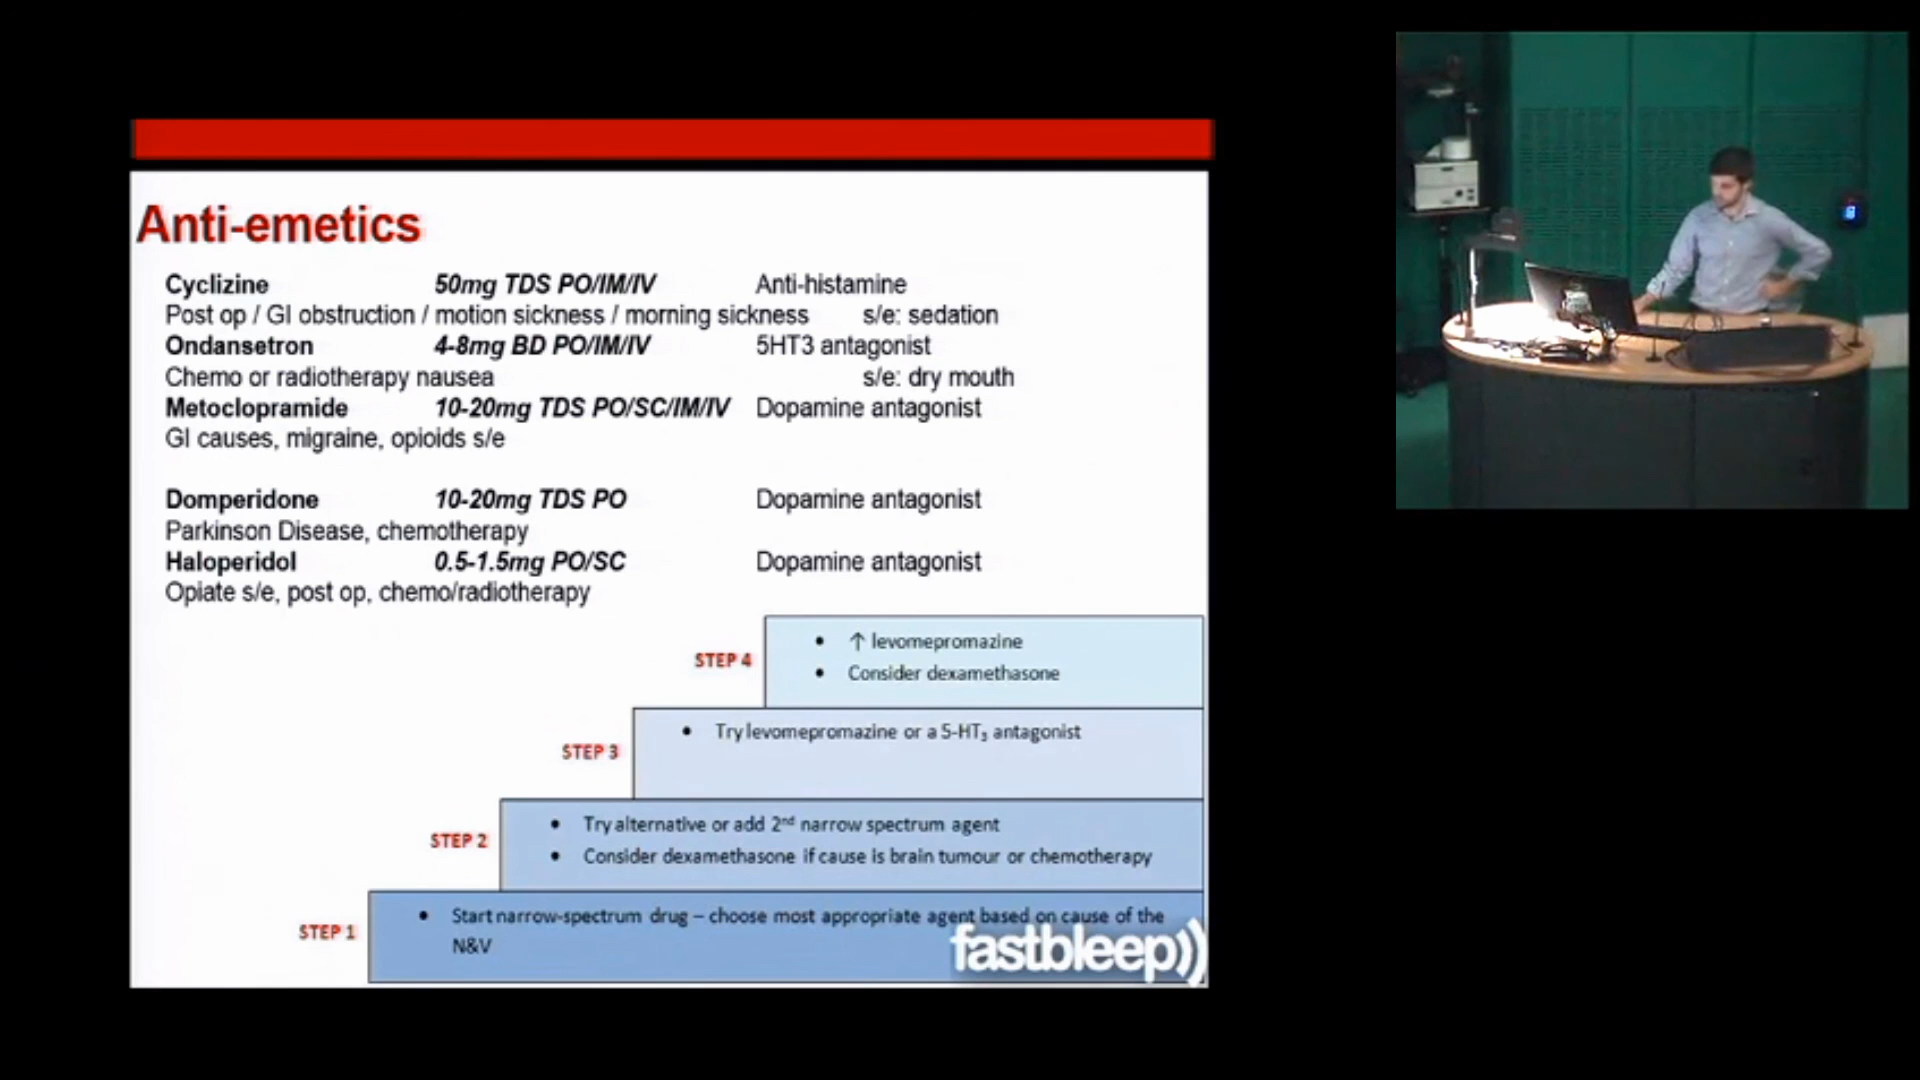 Anti-emetics
Cyclizine 50mg TDS PO/IM/IV Anti-histamine
Post op / GI obstruction / motion sickness / morning sickness s/e: sedation
Ondansetron 4-8mg BD PO/IM/IV 5HT3 antagonist
Chemo or radiotherapy nausea s/e: dry mouth
Metoclopramide 10-20mg TDS PO/SC/IM/IV Dopamine antagonist
GI causes, migraine, opioids s/e
Domperidone 10-20mg TDS PO Dopamine antagonist
Parkinson Disease, chemotherapy
Haloperidol 0.5-1.5mg PO/SC Dopamine antagonist
Opiate s/e, post op, chemo/radiotherapy
STEP 4
• ↑ levomepromazine
• Consider dexamethasone
STEP 3
• Try levomepromazine or a 5-HT₃ antagonist
STEP 2
• Try alternative or add 2nd narrow spectrum agent
• Consider dexamethasone if cause is brain tumour or chemotherapy
STEP 1
• Start narrow-spectrum drug – choose most appropriate agent based on cause of the
N&V
fastbleep))